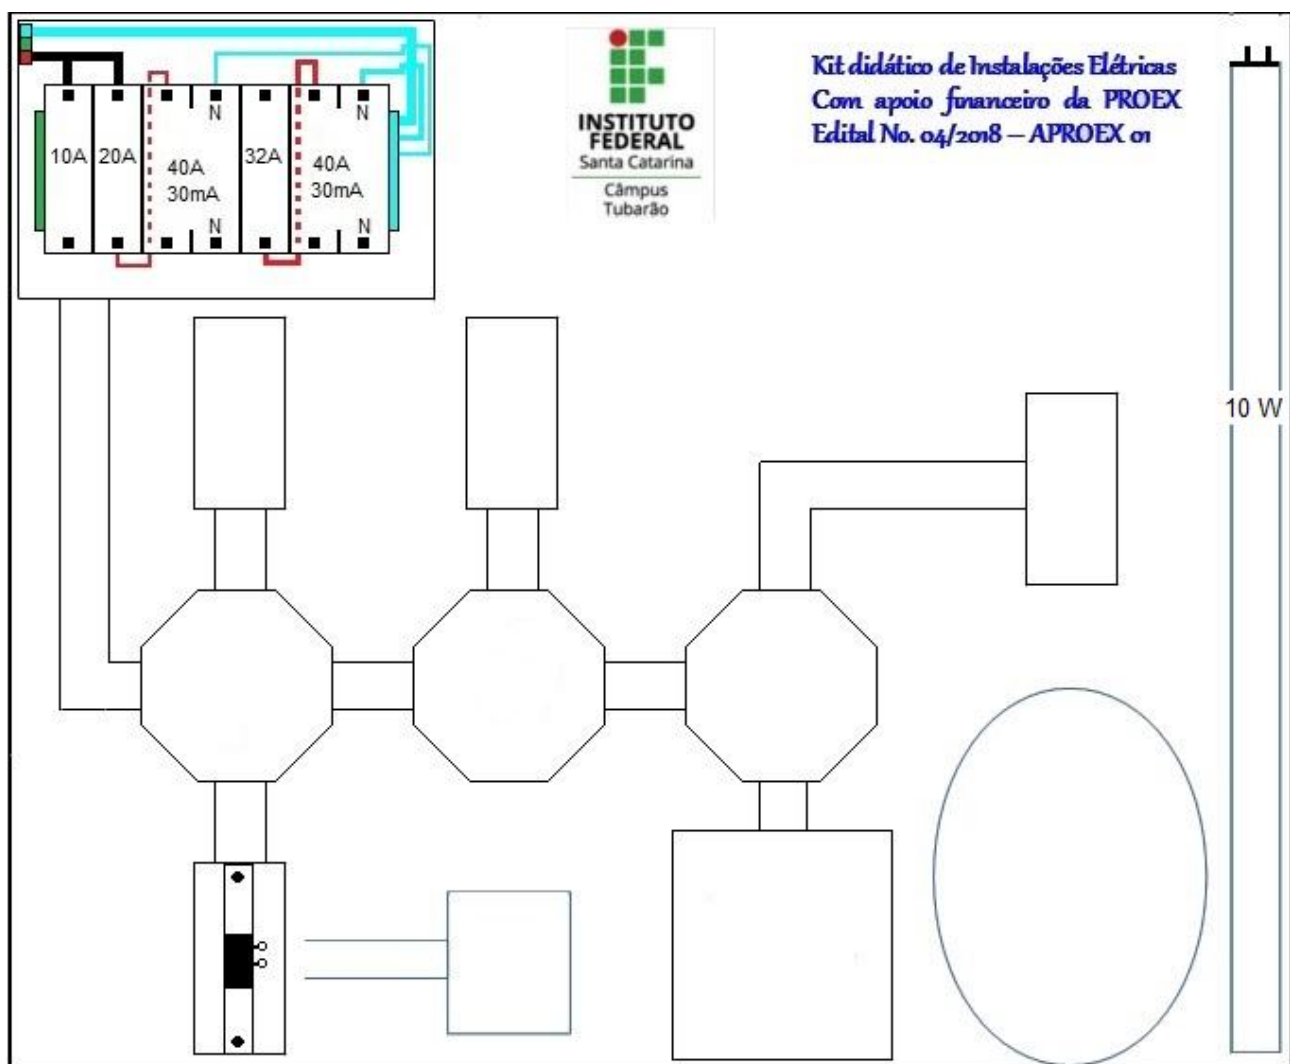 INSTITUTO
FEDERAL
Santa Catarina
Câmpus
Tubarão
Kit didático de Instalações Elétricas
Com apoio financeiro da PROEX
Edital No. 04/2018 – APROEX 01
N
N
10A
20A
40A
30mA
32A
40A
30mA
N
N
10 W